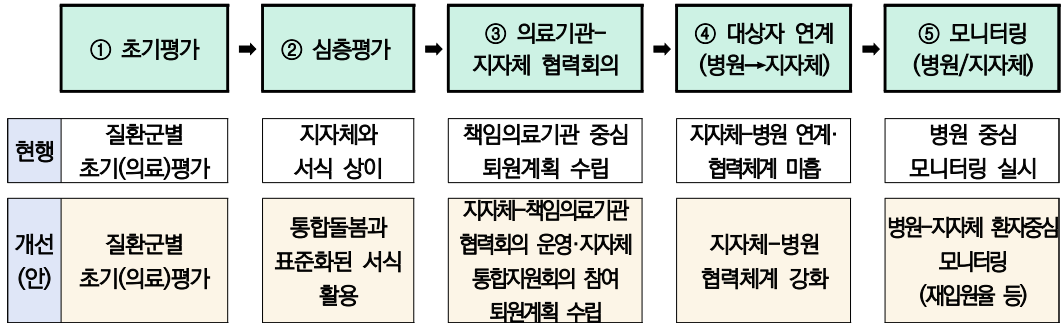 ① 초기평가 ➡ ② 심층평가 ➡ ③ 의료기관–
지자체 협력회의 ➡ ④ 대상자 연계
(병원→지자체) ➡ ⑤ 모니터링
(병원/지자체)
현행
질환군별
초기(의료)평가
지자체와
서식 상이
책임의료기관 중심
퇴원계획 수립
지자체–병원 연계·
협력체계 미흡
병원 중심
모니터링 실시
개선
(안)
질환군별
초기(의료)평가
통합돌봄과
표준화된 서식
활용
지자체–책임의료기관
협력회의 운영·지자체
통합지원회의 참여
퇴원계획 수립
지자체–병원
협력체계 강화
병원–지자체 환자중심
모니터링
(재입원율 등)